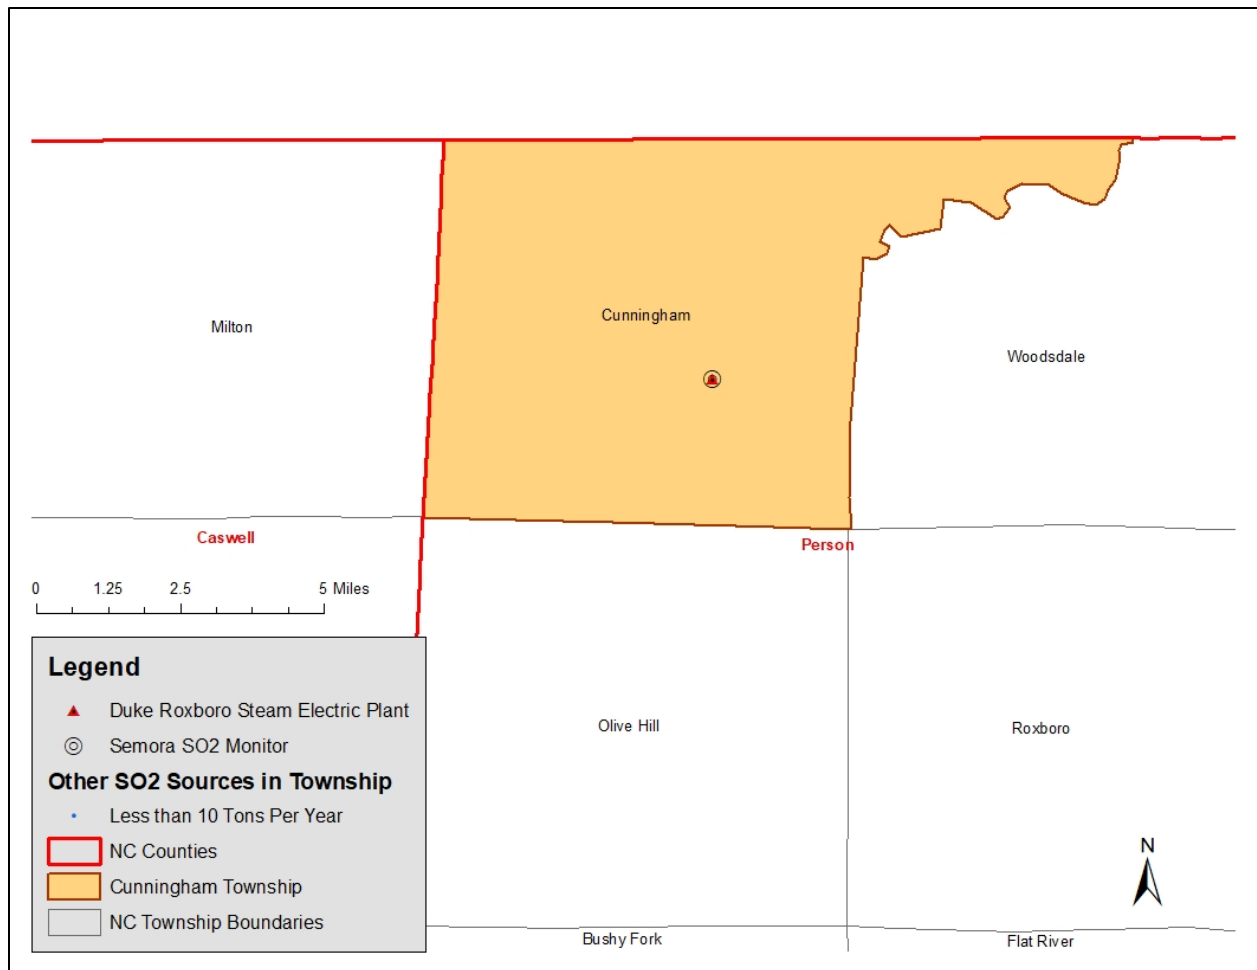 Milton
Cunningham
Woodsdale
Caswell
Person
0 1.25 2.5 5 Miles
Legend
Duke Roxboro Steam Electric Plant
Semora SO2 Monitor
Other SO2 Sources in Township
Less than 10 Tons Per Year
NC Counties
Cunningham Township
NC Township Boundaries
Olive Hill
Roxboro
N
Bushy Fork
Flat River